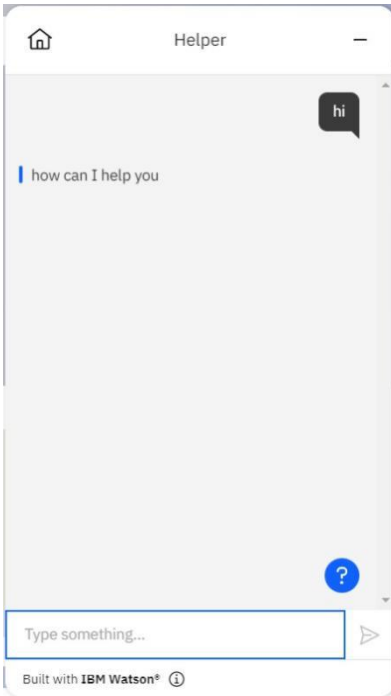 Helper
hi
how can I help you
?
Type something...
Built with IBM Watson®